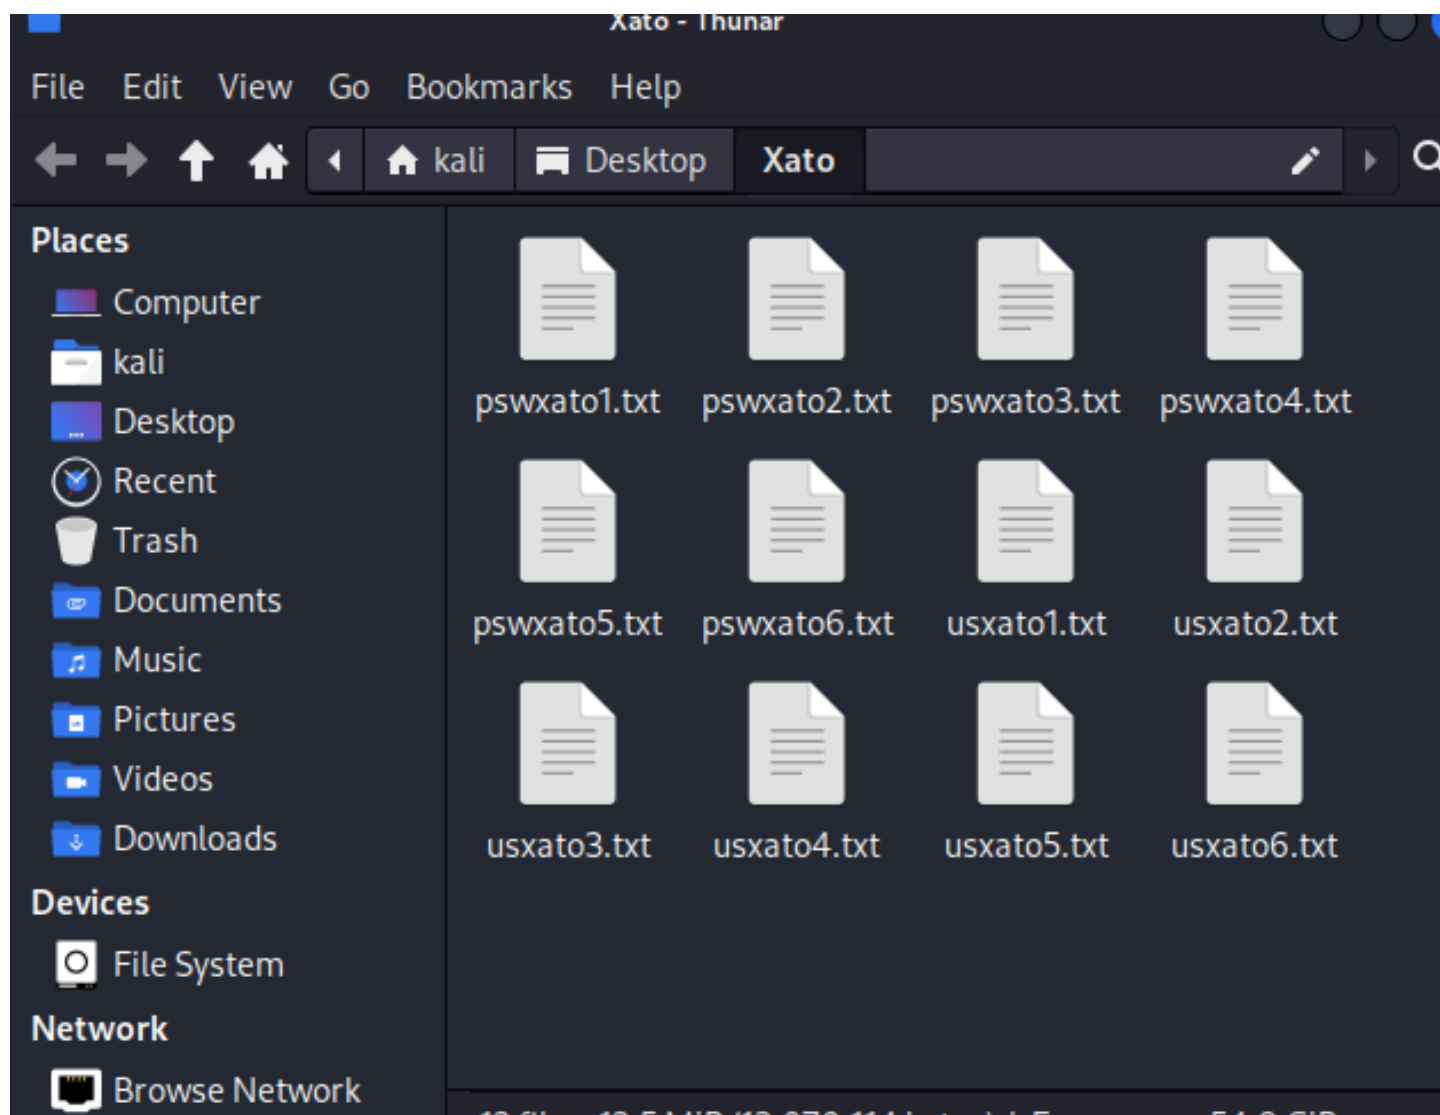 Xato - Thunar
File Edit View Go Bookmarks Help
kali Desktop Xato
Places
Computer
kali
Desktop
Recent
Trash
Documents
Music
Pictures
Videos
Downloads
Devices
File System
Network
Browse Network
pswxato1.txt pswxato2.txt pswxato3.txt pswxato4.txt
pswxato5.txt pswxato6.txt usxato1.txt usxato2.txt
usxato3.txt usxato4.txt usxato5.txt usxato6.txt